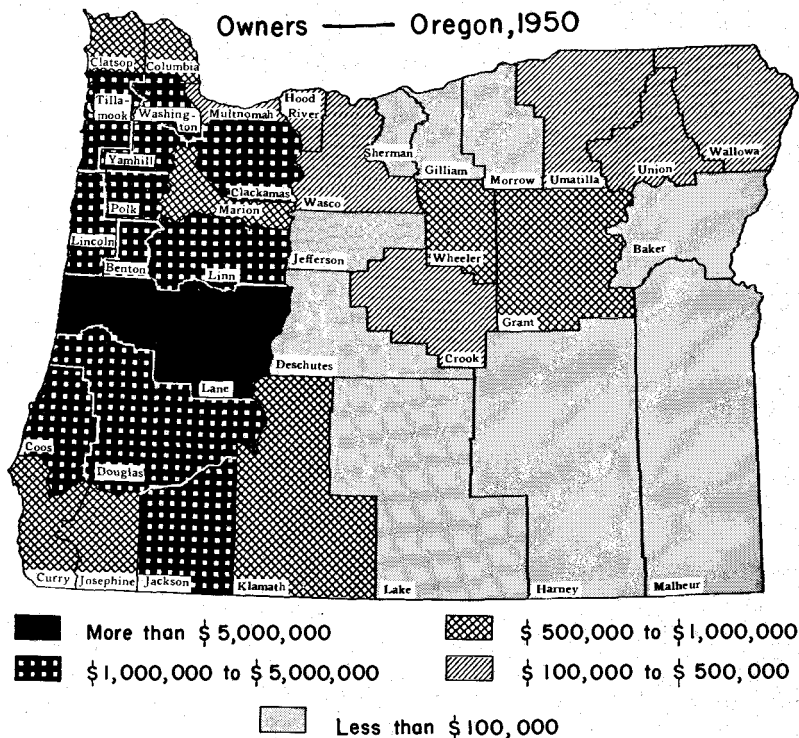 Owners — Oregon, 1950
Clatsop
Columbia
Tilla-
mook
Washing-
ton
Multnomah
Hood
River
Sherman
Gilliam
Morrow
Umatilla
Union
Wallowa
Yamhill
Clackamas
Polk
Marion
Wasco
Lincoln
Benton
Linn
Jefferson
Wheeler
Baker
Grant
Crook
Deschutes
Lane
Coos
Douglas
Curry
Josephine
Jackson
Klamath
Lake
Harney
Malheur
More than $5,000,000
$500,000 to $1,000,000
$1,000,000 to $5,000,000
$100,000 to $500,000
Less than $100,000